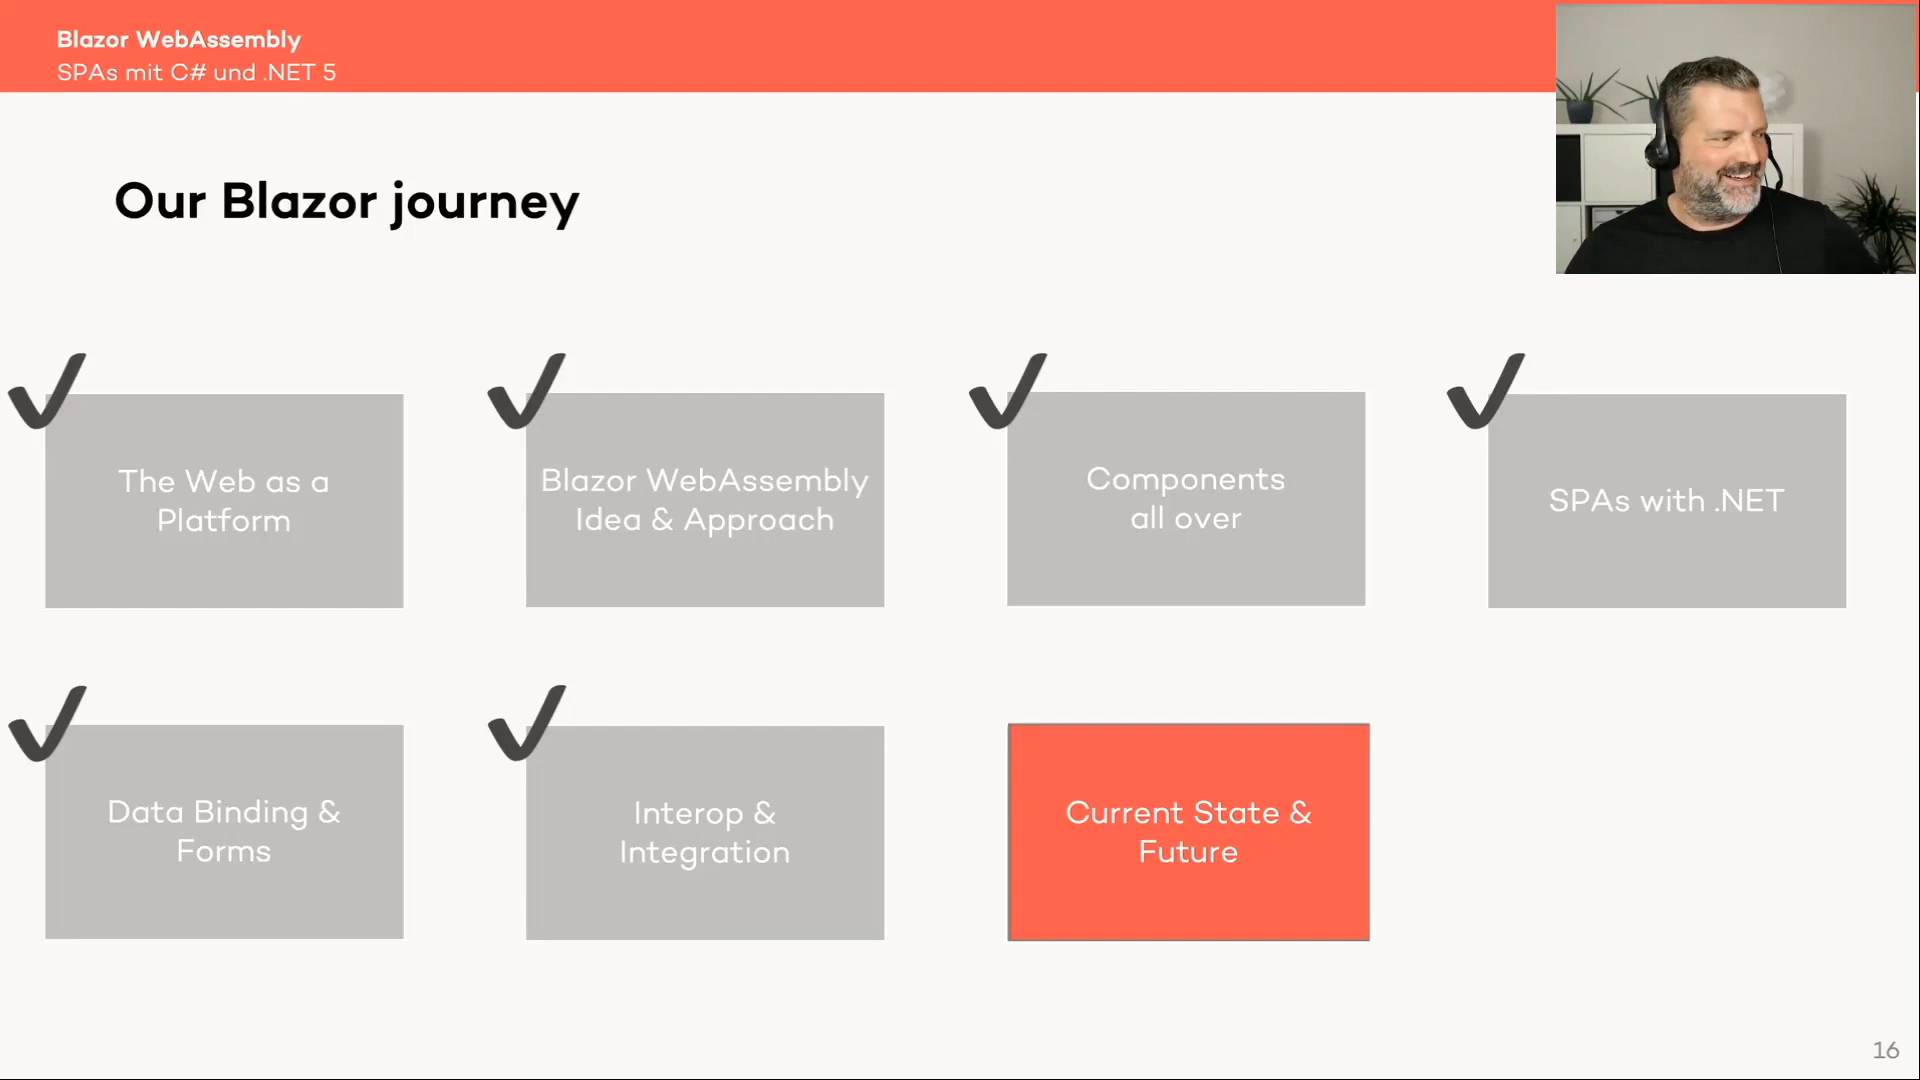 Blazor WebAssembly
SPAs mit C# und .NET 5
Our Blazor journey
The Web as a
Platform
Blazor WebAssembly
Idea & Approach
Components
all over
SPAs with .NET
Data Binding &
Forms
Interop &
Integration
Current State &
Future
16